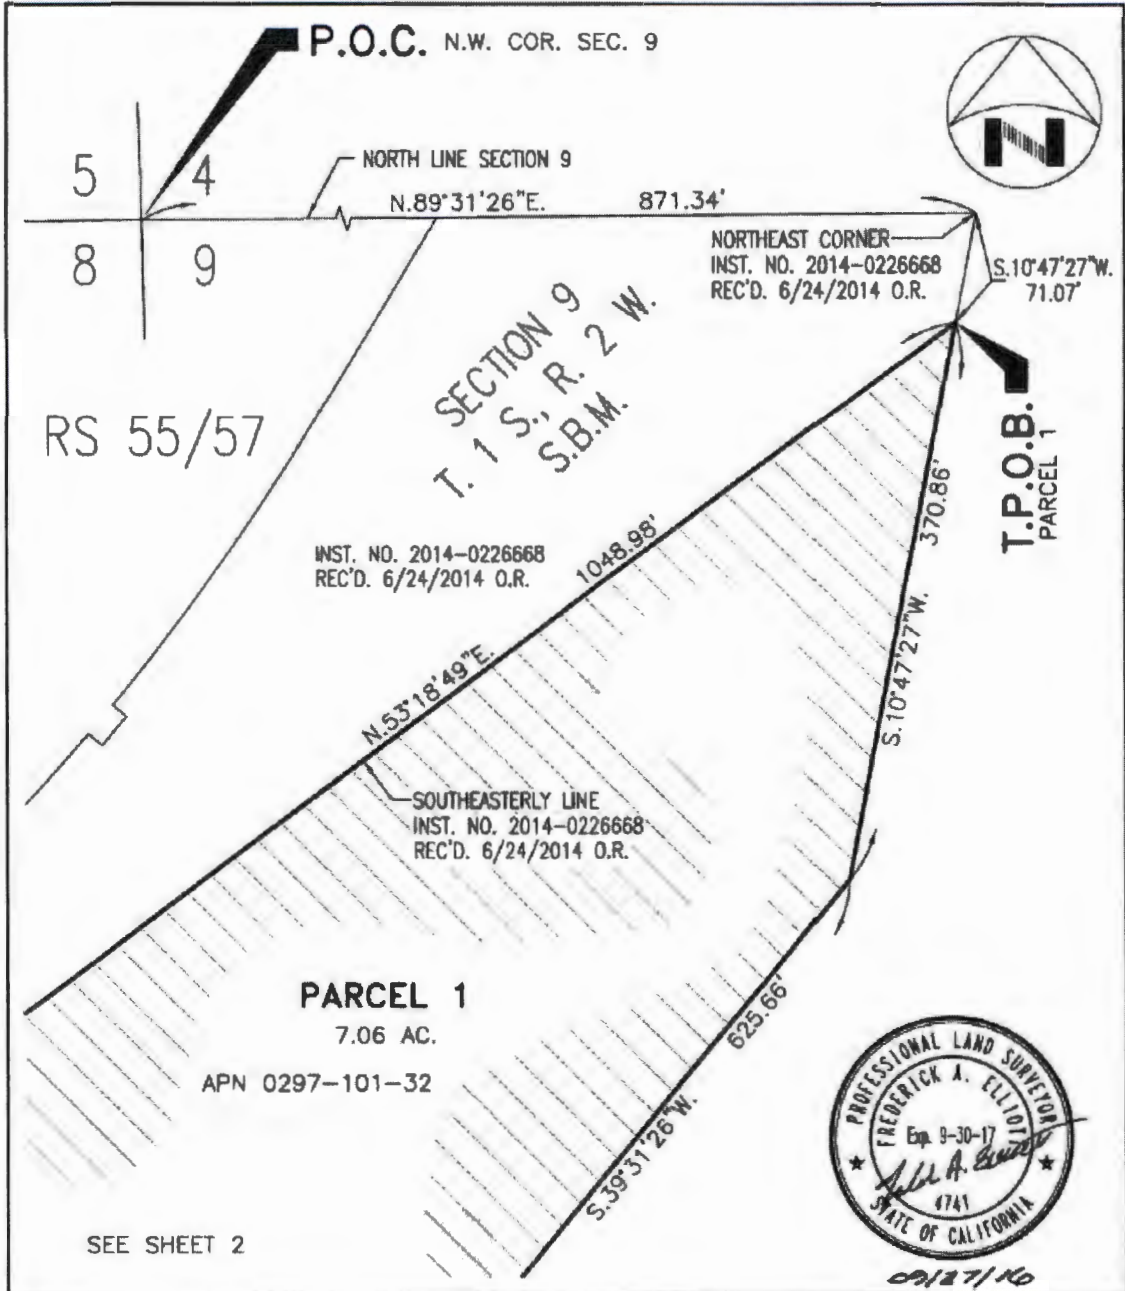 P.O.C. N.W. COR. SEC. 9
5 4
8 9
NORTH LINE SECTION 9
N.89°31'26"E. 871.34'
N
NORTHEAST CORNER
INST. NO. 2014-0226668
REC'D. 6/24/2014 O.R.
S.10°47'27"W.
71.07'
SECTION 9
T. 1 S., R. 2 W.
S.B.M.
RS 55/57
T.P.O.B.
PARCEL 1
INST. NO. 2014-0226668
REC'D. 6/24/2014 O.R.
1048.98'
N.53°18'49"E.
370.86'
S.10°47'27"W.
SOUTHEASTERLY LINE
INST. NO. 2014-0226668
REC'D. 6/24/2014 O.R.
PARCEL 1
7.06 AC.
APN 0297-101-32
625.66'
S.39°31'26"W.
SEE SHEET 2
PROFESSIONAL LAND SURVEYOR
FREDERICK A. ELLIOTT
Exp. 9-30-17
4741
STATE OF CALIFORNIA
09/27/16